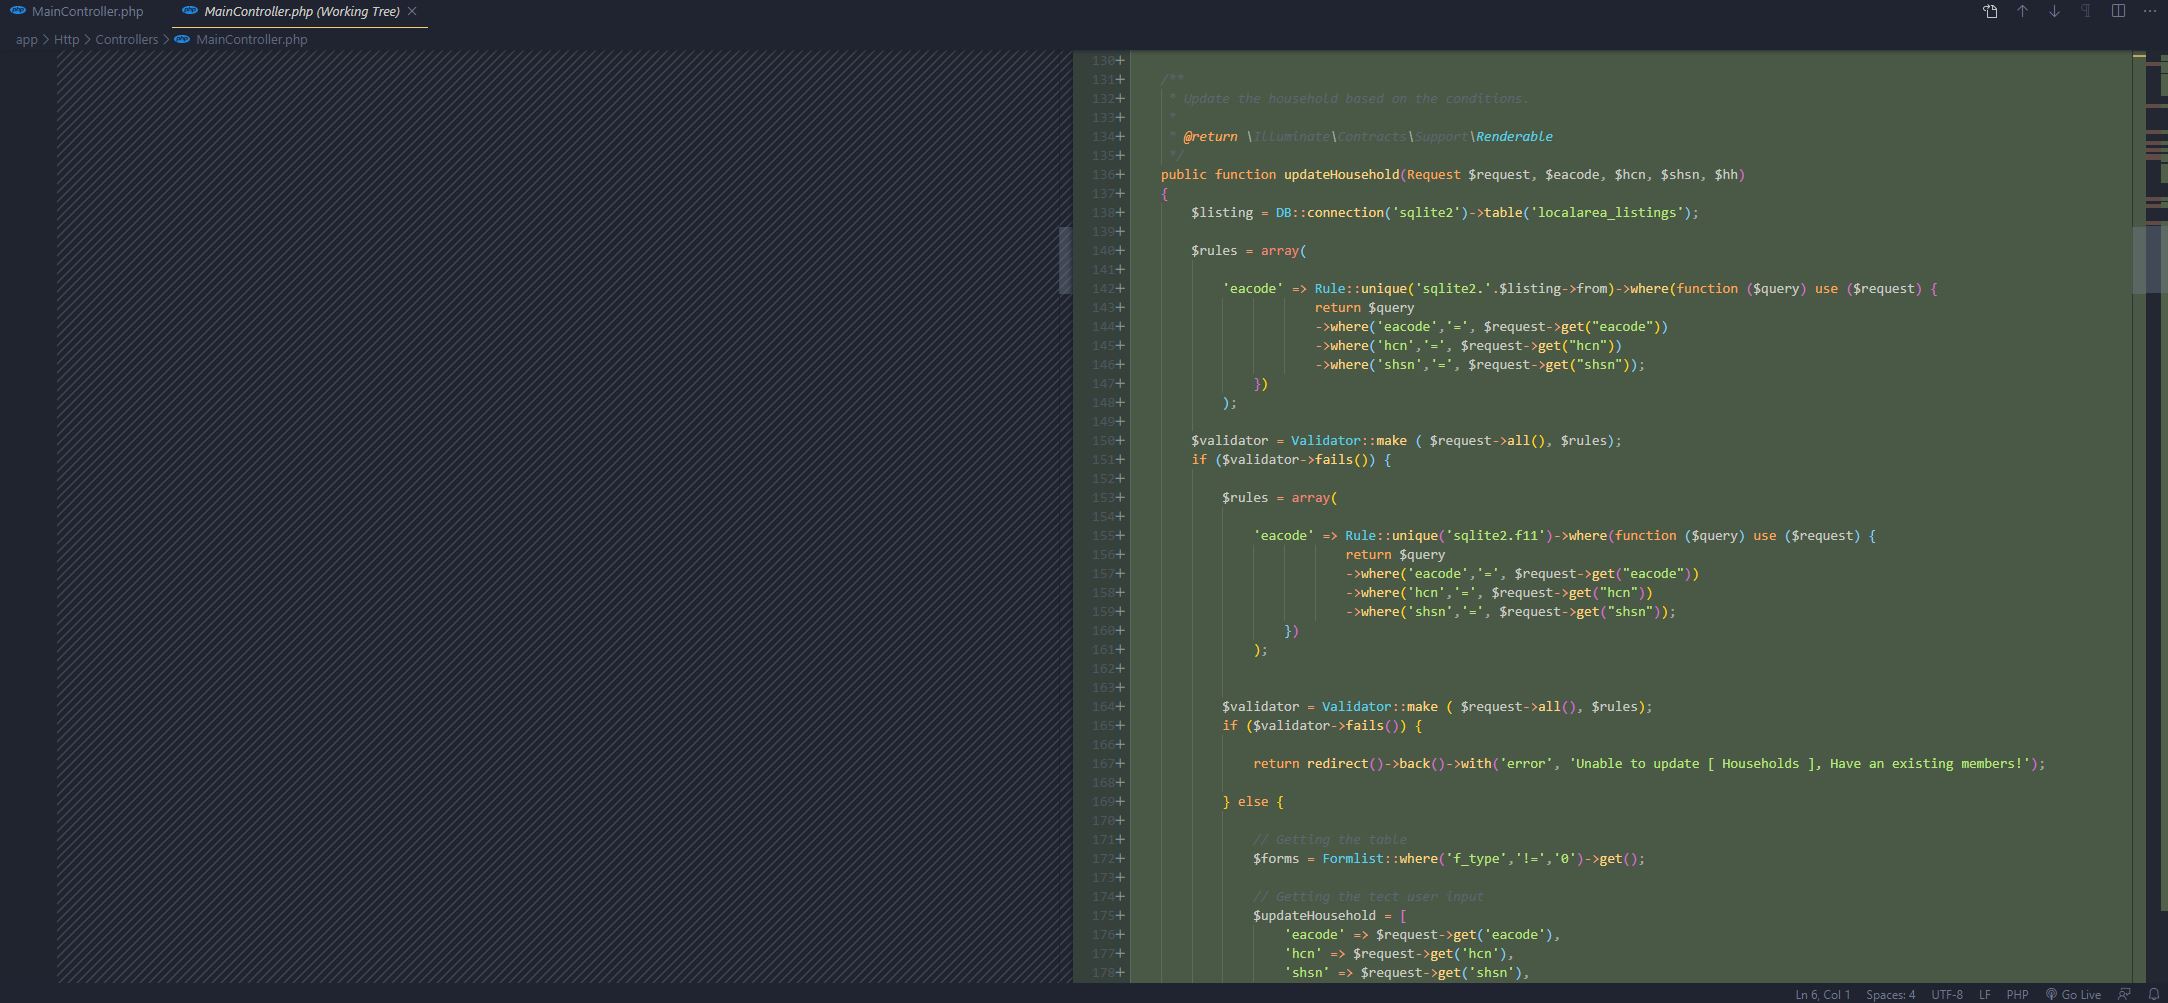 MainController.php
MainController.php (Working Tree)
app > Http > Controllers > MainController.php
130+
131+ /**
132+ * Update the household based on the conditions.
133+ *
134+ * @return \Illuminate\Contracts\Support\Renderable
135+ */
136+ public function updateHousehold(Request $request, $eacode, $hcn, $shsn, $hh)
137+ {
138+ $listing = DB::connection('sqlite2')->table('localarea_listings');
139+
140+ $rules = array(
141+
142+ 'eacode' => Rule::unique('sqlite2.'.$listing->from)->where(function ($query) use ($request) {
143+ return $query
144+ ->where('eacode','=', $request->get("eacode"))
145+ ->where('hcn','=', $request->get("hcn"))
146+ ->where('shsn','=', $request->get("shsn"));
147+ })
148+ );
149+
150+ $validator = Validator::make ( $request->all(), $rules);
151+ if ($validator->fails()) {
152+
153+ $rules = array(
154+
155+ 'eacode' => Rule::unique('sqlite2.f11')->where(function ($query) use ($request) {
156+ return $query
157+ ->where('eacode','=', $request->get("eacode"))
158+ ->where('hcn','=', $request->get("hcn"))
159+ ->where('shsn','=', $request->get("shsn"));
160+ })
161+ );
162+
163+
164+ $validator = Validator::make ( $request->all(), $rules);
165+ if ($validator->fails()) {
166+
167+ return redirect()->back()->with('error', 'Unable to update [ Households ], Have an existing members!');
168+
169+ } else {
170+
171+ // Getting the table
172+ $forms = Formlist::where('f_type','!=','0')->get();
173+
174+ // Getting the tect user input
175+ $updateHousehold = [
176+ 'eacode' => $request->get('eacode'),
177+ 'hcn' => $request->get('hcn'),
178+ 'shsn' => $request->get('shsn'),
Ln 6, Col 1 Spaces: 4 UTF-8 LF PHP Go Live